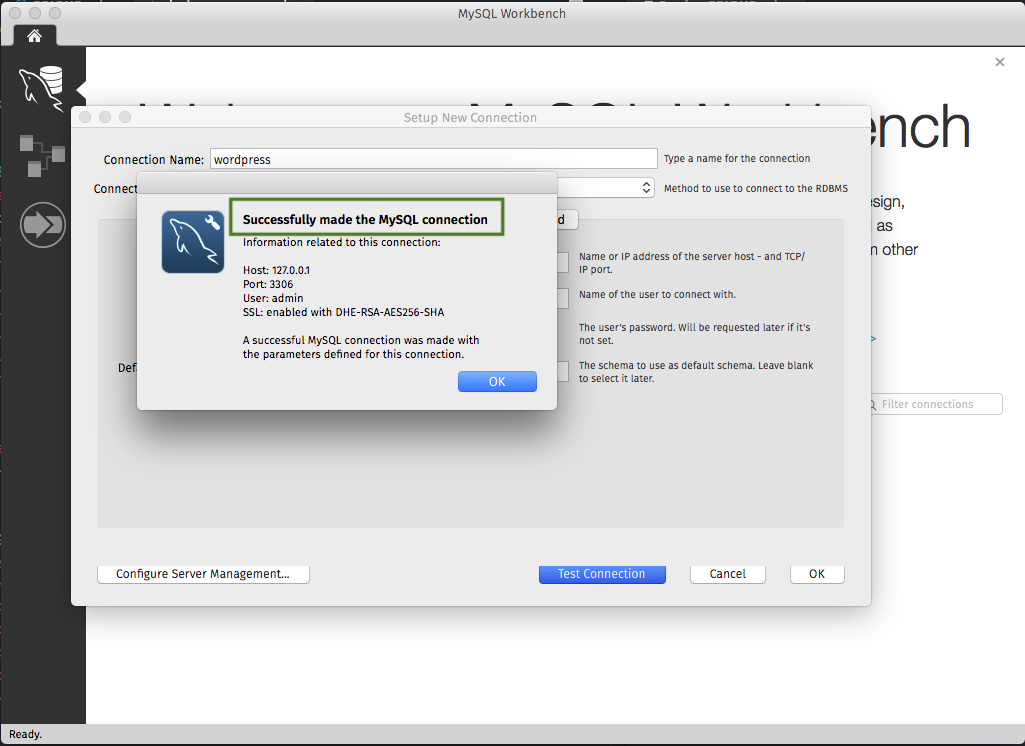 MySQL Workbench
Setup New Connection
Connection Name: wordpress Type a name for the connection
Method to use to connect to the RDBMS
Successfully made the MySQL connection
Information related to this connection:
Host: 127.0.0.1
Port: 3306
User: admin
SSL: enabled with DHE-RSA-AES256-SHA
A successful MySQL connection was made with
the parameters defined for this connection.
OK
Name or IP address of the server host - and TCP/
IP port.
Name of the user to connect with.
The user's password. Will be requested later if it's
not set.
The schema to use as default schema. Leave blank
to select it later.
as
other
Filter connections
Configure Server Management... Test Connection Cancel OK
Ready.